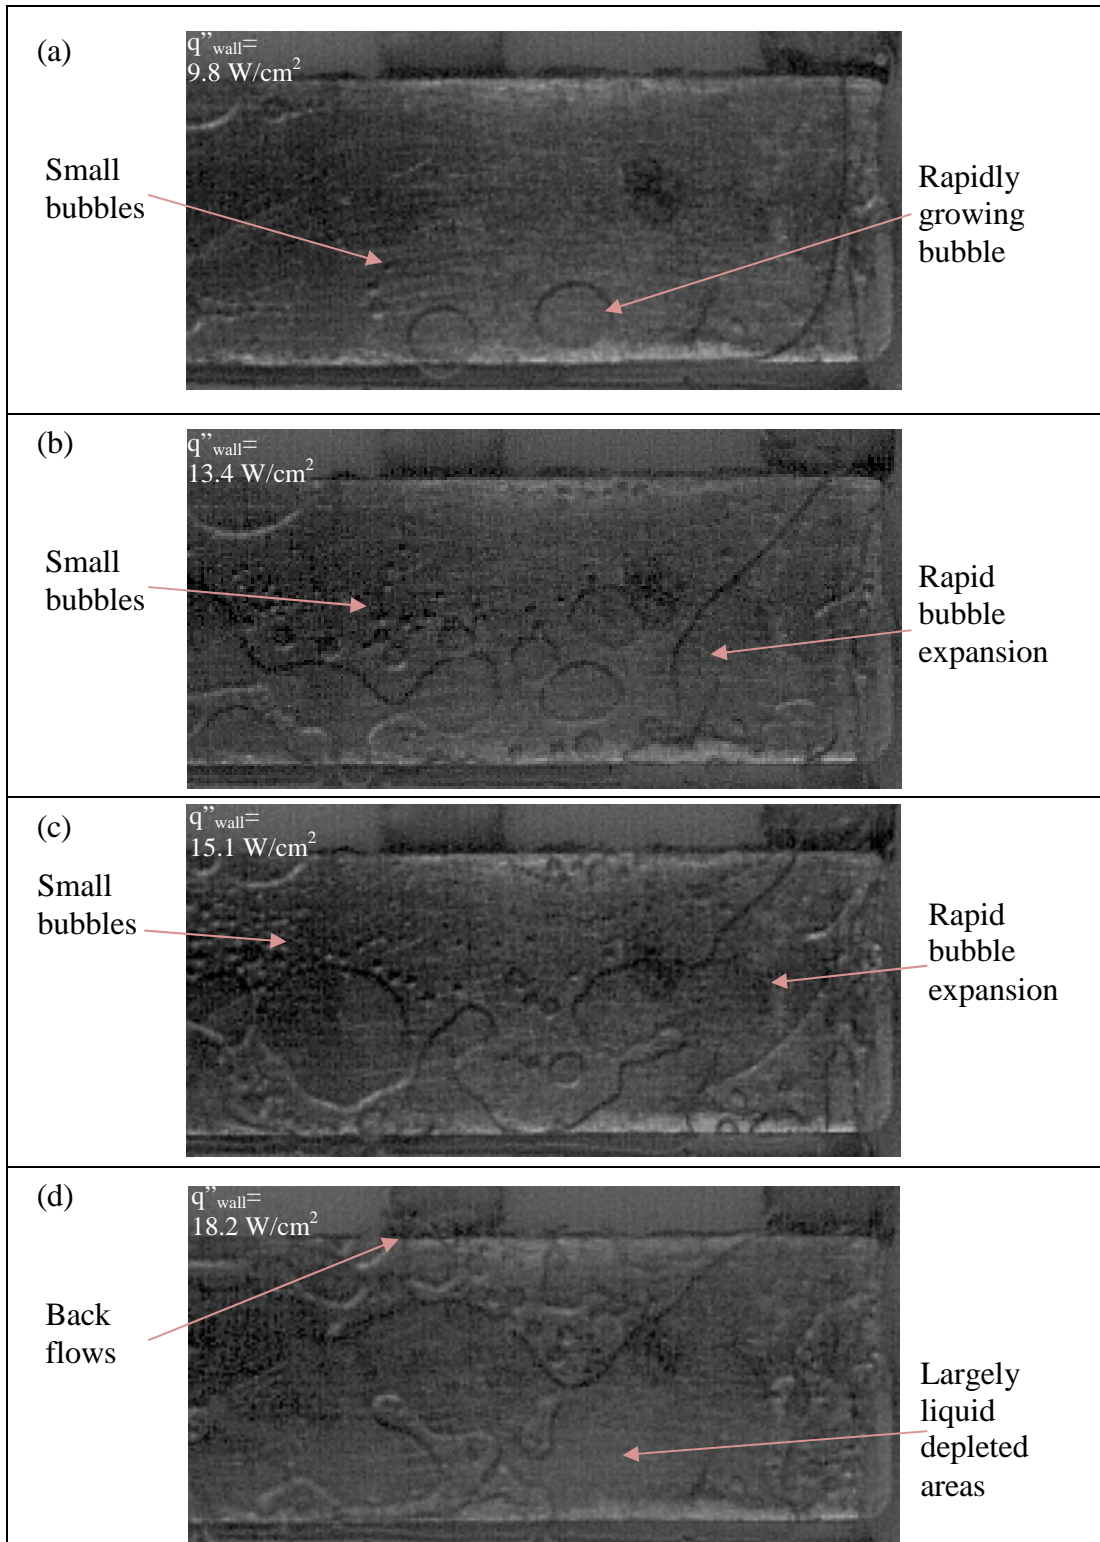 (a)
q”wall=
9.8 W/cm2
Small
bubbles
Rapidly
growing
bubble
(b)
q”wall=
13.4 W/cm2
Small
bubbles
Rapid
bubble
expansion
(c)
q”wall=
15.1 W/cm2
Small
bubbles
Rapid
bubble
expansion
(d)
q”wall=
18.2 W/cm2
Back
flows
Largely
liquid
depleted
areas